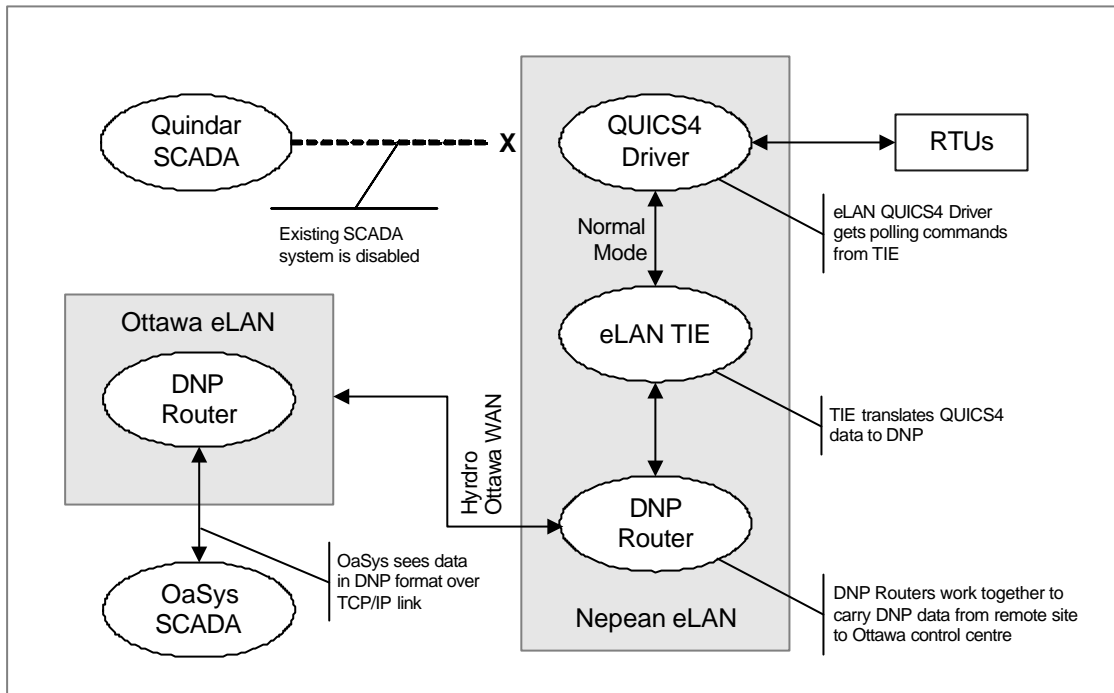 Quindar
SCADA
X
QUICS4
Driver
RTUs
Existing SCADA
system is disabled
Normal
Mode
eLAN QUICS4 Driver
gets polling commands
from TIE
Ottawa eLAN
DNP
Router
eLAN TIE
TIE translates QUICS4
data to DNP
Hyrdro
Ottawa WAN
DNP
Router
OaSys sees data
in DNP format over
TCP/IP link
OaSys
SCADA
Nepean eLAN
DNP Routers work together to
carry DNP data from remote site
to Ottawa control centre